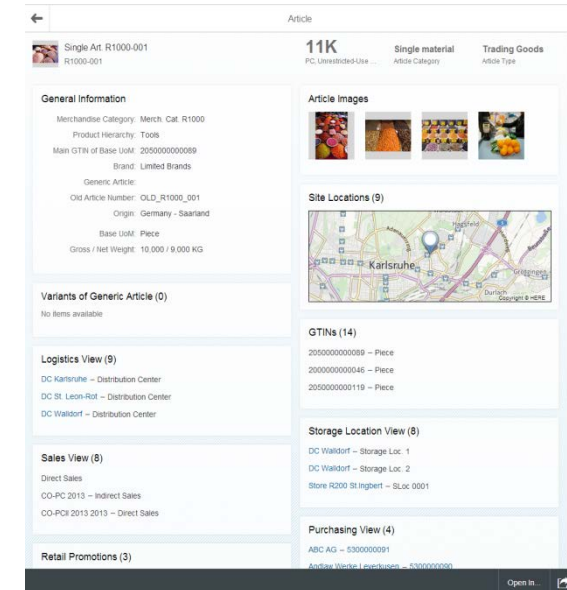 Article
Single Art. R1000-001
R1000-001
11K
PC, Unrestricted-Use ...
Single material
Article Category
Trading Goods
Article Type
General Information
Merchandise Category: Merch. Cat. R1000
Product Hierarchy: Tools
Main GTIN of Base UoM: 2050000000089
Brand: Limited Brands
Generic Article:
Old Article Number: OLD_R1000_001
Origin: Germany - Saarland
Base UoM: Piece
Gross / Net Weight: 10,000 / 9,000 KG
Variants of Generic Article (0)
No items available
Logistics View (9)
DC Karlsruhe – Distribution Center
DC St. Leon-Rot – Distribution Center
DC Walldorf – Distribution Center
Sales View (8)
Direct Sales
CO-PC 2013 – Indirect Sales
CO-PCII 2013 2013 – Direct Sales
Retail Promotions (3)
Article Images
Site Locations (9)
Hagsfeld
Karlsruhe
Grötzingen
Durlach
Copyright © HERE
GTINs (14)
2050000000089 – Piece
2000000000046 – Piece
2050000000119 – Piece
Storage Location View (8)
DC Walldorf – Storage Loc. 1
DC Walldorf – Storage Loc. 2
Store R200 St.Ingbert – SLoc 0001
Purchasing View (4)
ABC AG – 5300000091
Andlaw Werke Leverkusen – 5300000090
Open In...